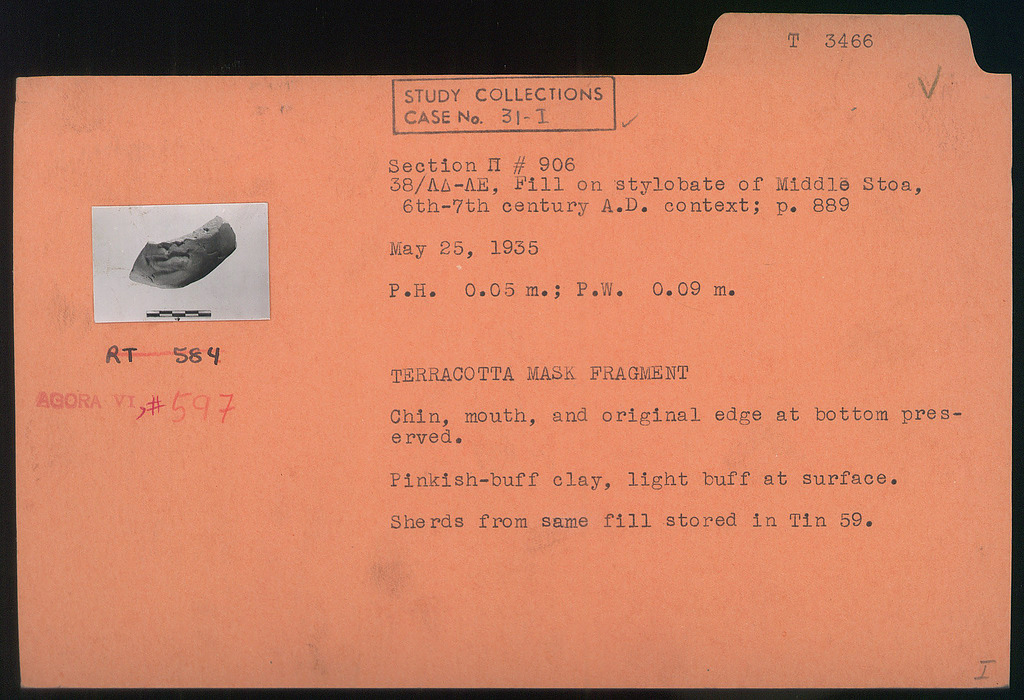 T 3466
STUDY COLLECTIONS
CASE No. 31-I
Section Π # 906
38/ΛΔ-ΛΕ, Fill on stylobate of Middle Stoa,
6th-7th century A.D. context; p. 889
May 25, 1935
P.H. 0.05 m.; P.W. 0.09 m.
RT 584
AGORA VI, #597
TERRACOTTA MASK FRAGMENT
Chin, mouth, and original edge at bottom pres-
erved.
Pinkish-buff clay, light buff at surface.
Sherds from same fill stored in Tin 59.
I